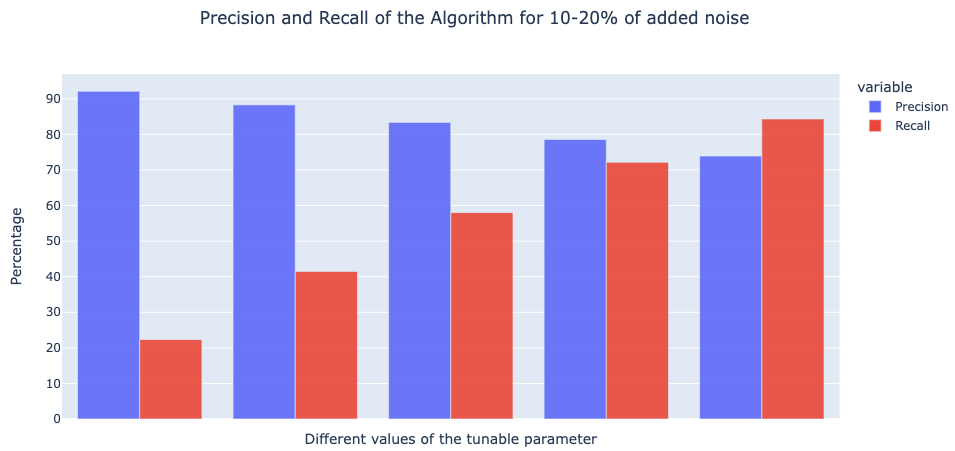 Precision and Recall of the Algorithm for 10-20% of added noise
variable
Precision
Recall
90
80
70
60
50
40
30
20
10
0
Percentage
Different values of the tunable parameter